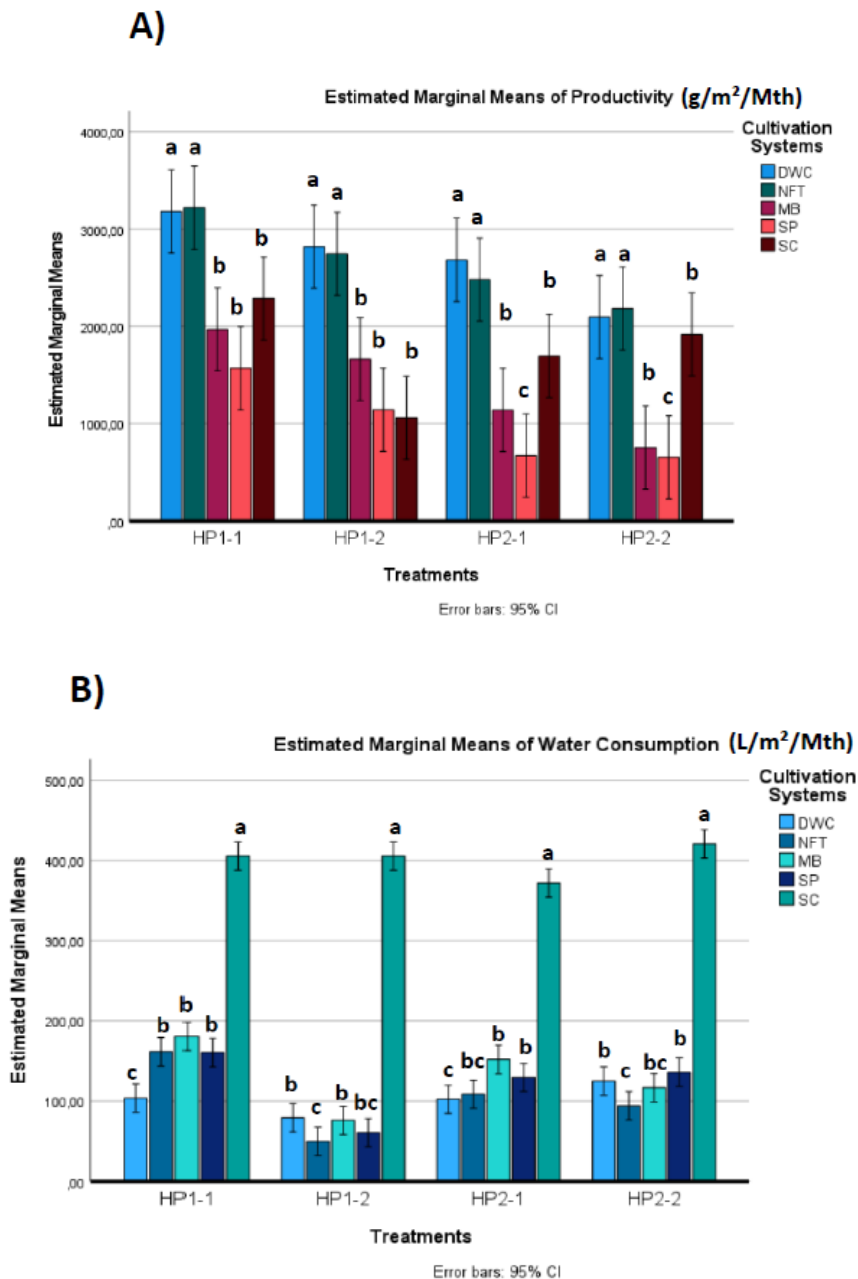 A)
Estimated Marginal Means of Productivity (g/m²/Mth)
Cultivation
Systems
DWC
NFT
MB
SP
SC
Estimated Marginal Means
4000,00
3000,00
2000,00
1000,00
,00
a a b b b
a a b b b
a a b c b
a a b c b
HP1-1 HP1-2 HP2-1 HP2-2
Treatments
Error bars: 95% CI
B)
Estimated Marginal Means of Water Consumption (L/m²/Mth)
Cultivation
Systems
DWC
NFT
MB
SP
SC
Estimated Marginal Means
500,00
400,00
300,00
200,00
100,00
,00
c b b b a
b c b bc a
c bc b b a
b c bc b a
HP1-1 HP1-2 HP2-1 HP2-2
Treatments
Error bars: 95% CI